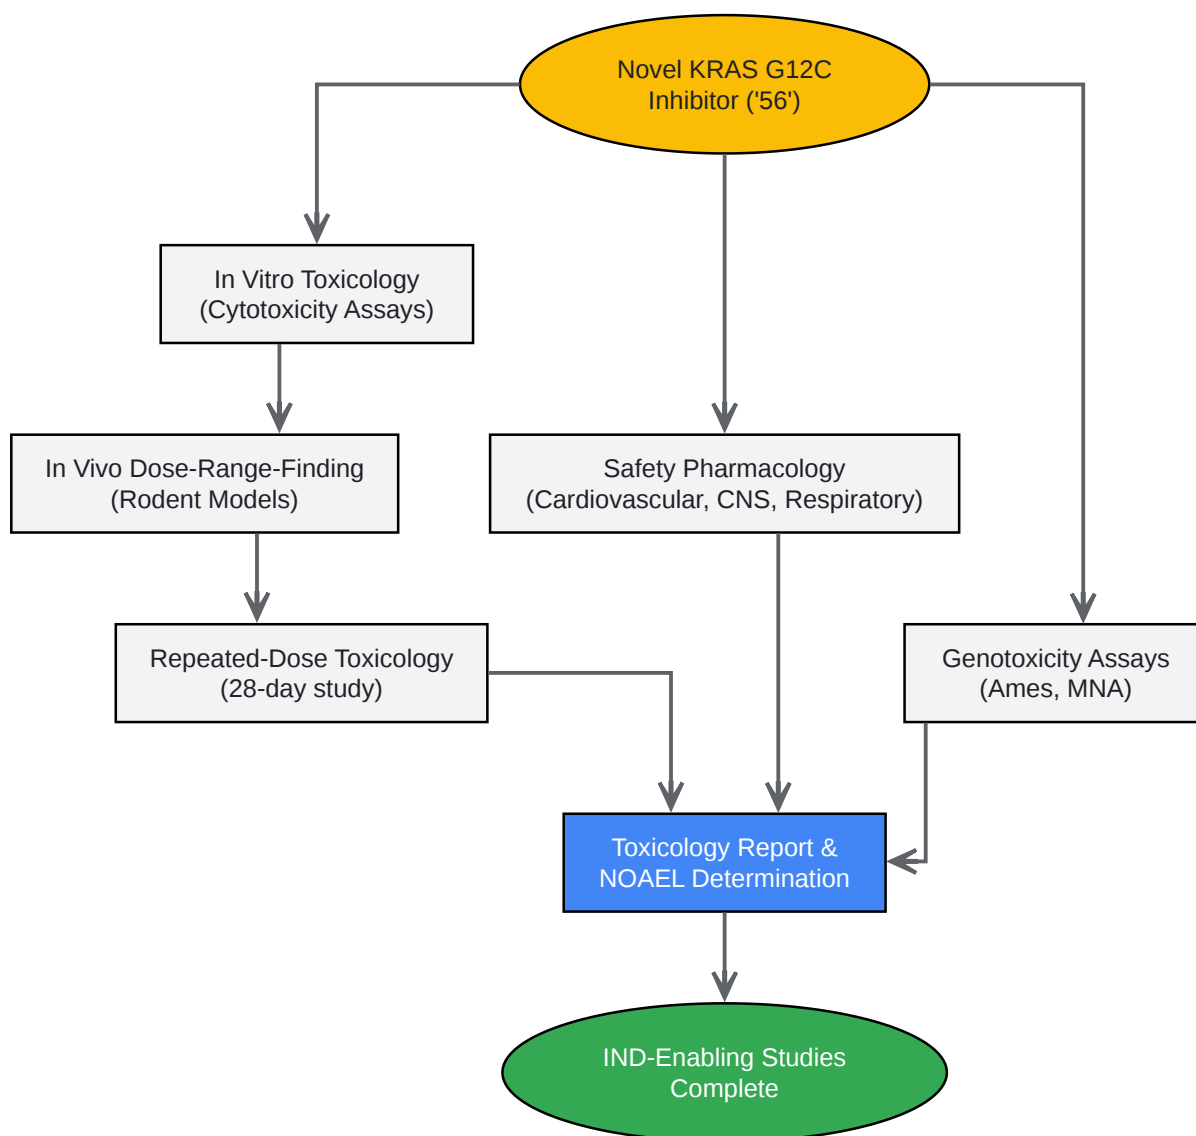 Novel KRAS G12C
Inhibitor ('56')
In Vitro Toxicology
(Cytotoxicity Assays)
In Vivo Dose-Range-Finding
(Rodent Models)
Safety Pharmacology
(Cardiovascular, CNS, Respiratory)
Repeated-Dose Toxicology
(28-day study)
Genotoxicity Assays
(Ames, MNA)
Toxicology Report &
NOAEL Determination
IND-Enabling Studies
Complete